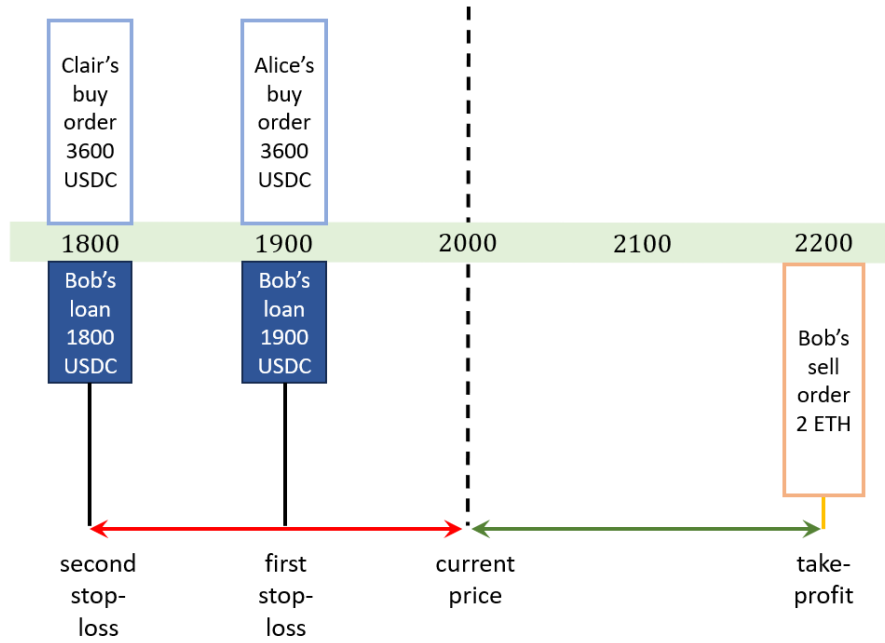 Clair's
buy
order
3600
USDC
Alice's
buy
order
3600
USDC
1800
1900
2000
2100
2200
Bob's
loan
1800
USDC
Bob's
loan
1900
USDC
Bob's
sell
order
2 ETH
second
stop-
loss
first
stop-
loss
current
price
take-
profit